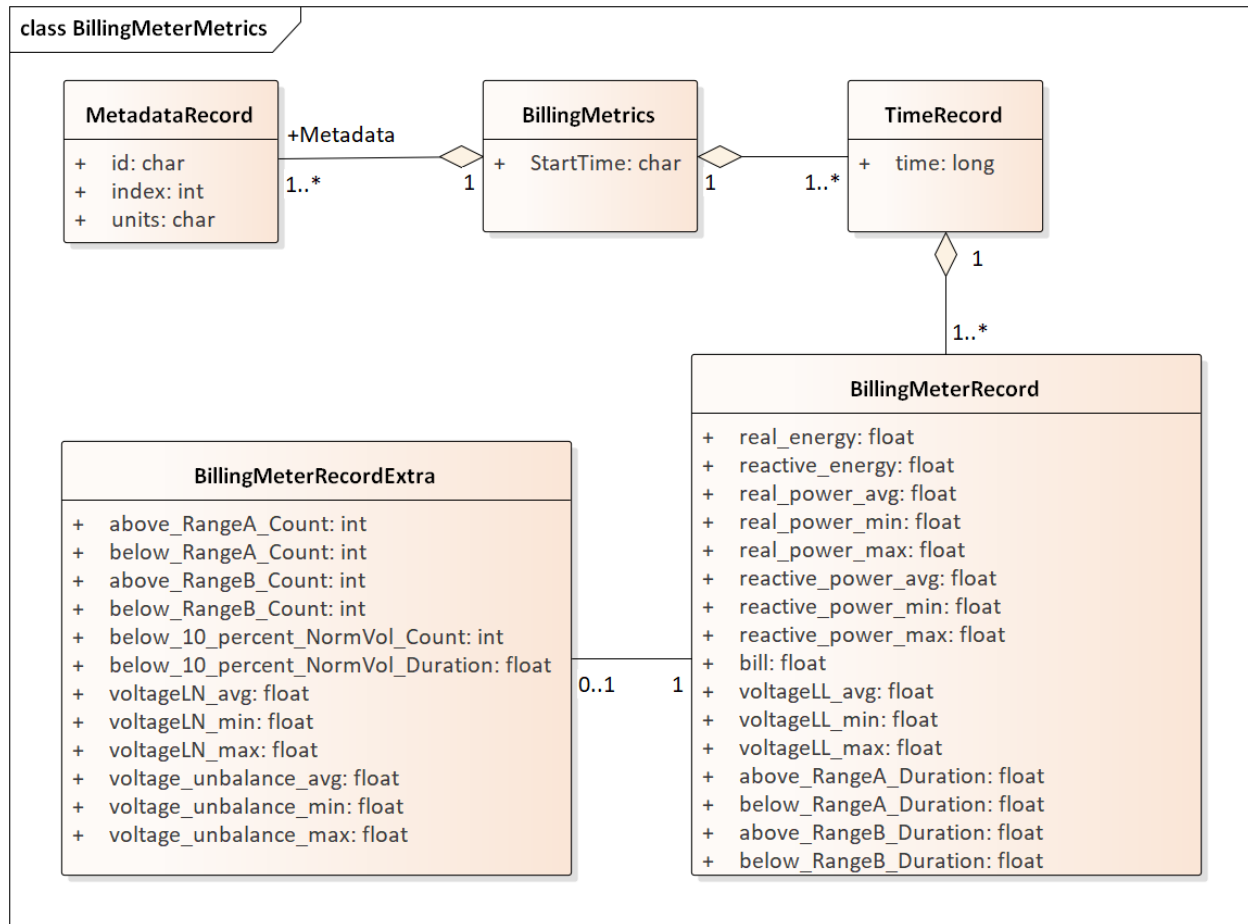 class BillingMeterMetrics
MetadataRecord
+ id: char
+ index: int
+ units: char
+Metadata
1..*
1
BillingMetrics
+ StartTime: char
1
1..*
TimeRecord
+ time: long
1
1..*
BillingMeterRecord
+ real_energy: float
+ reactive_energy: float
+ real_power_avg: float
+ real_power_min: float
+ real_power_max: float
+ reactive_power_avg: float
+ reactive_power_min: float
+ reactive_power_max: float
+ bill: float
+ voltageLL_avg: float
+ voltageLL_min: float
+ voltageLL_max: float
+ above_RangeA_Duration: float
+ below_RangeA_Duration: float
+ above_RangeB_Duration: float
+ below_RangeB_Duration: float
BillingMeterRecordExtra
+ above_RangeA_Count: int
+ below_RangeA_Count: int
+ above_RangeB_Count: int
+ below_RangeB_Count: int
+ below_10_percent_NormVol_Count: int
+ below_10_percent_NormVol_Duration: float
+ voltageLN_avg: float
+ voltageLN_min: float
+ voltageLN_max: float
+ voltage_unbalance_avg: float
+ voltage_unbalance_min: float
+ voltage_unbalance_max: float
0..1
1